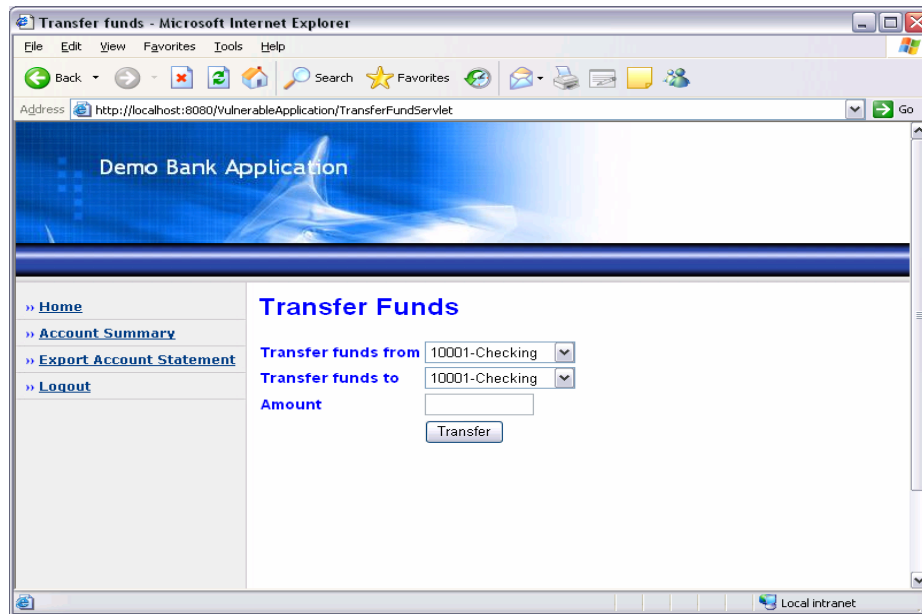 Transfer funds - Microsoft Internet Explorer
File Edit View Favorites Tools Help
Back Search Favorites
Address http://localhost:8080/VulnerableApplication/TransferFundServlet Go
Demo Bank Application
» Home
» Account Summary
» Export Account Statement
» Logout
Transfer Funds
Transfer funds from 10001-Checking
Transfer funds to 10001-Checking
Amount
Transfer
Local intranet